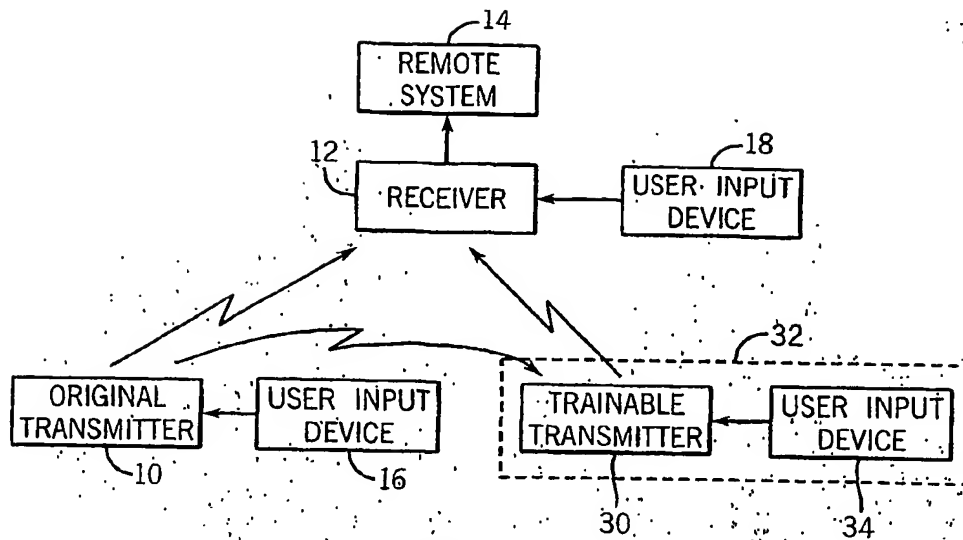 14
REMOTE
SYSTEM
12
RECEIVER
18
USER INPUT
DEVICE
32
ORIGINAL
TRANSMITTER
10
USER INPUT
DEVICE
16
TRAINABLE
TRANSMITTER
30
USER INPUT
DEVICE
34